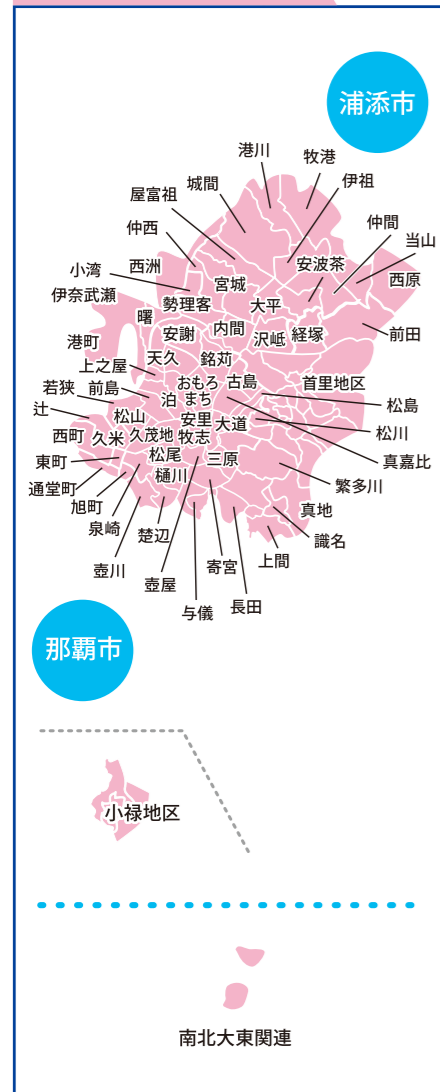 浦添市
港川
牧港
城間
伊祖
屋富祖
仲間
仲西
当山
小湾
西洲
安波茶
西原
伊奈武瀬
宮城
勢理客
大平
曙
内間
前田
港町
安謝
沢岻
経塚
上之屋
天久
銘苅
若狭
前島
おもろ
まち
古島
首里地区
辻
泊
松島
松山
安里
大道
西町
久米
久茂地
牧志
松川
東町
松尾
三原
真嘉比
通堂町
樋川
繁多川
旭町
真地
泉崎
楚辺
識名
壺川
寄宮
上間
壺屋
与儀
長田
那覇市
小禄地区
南北大東関連